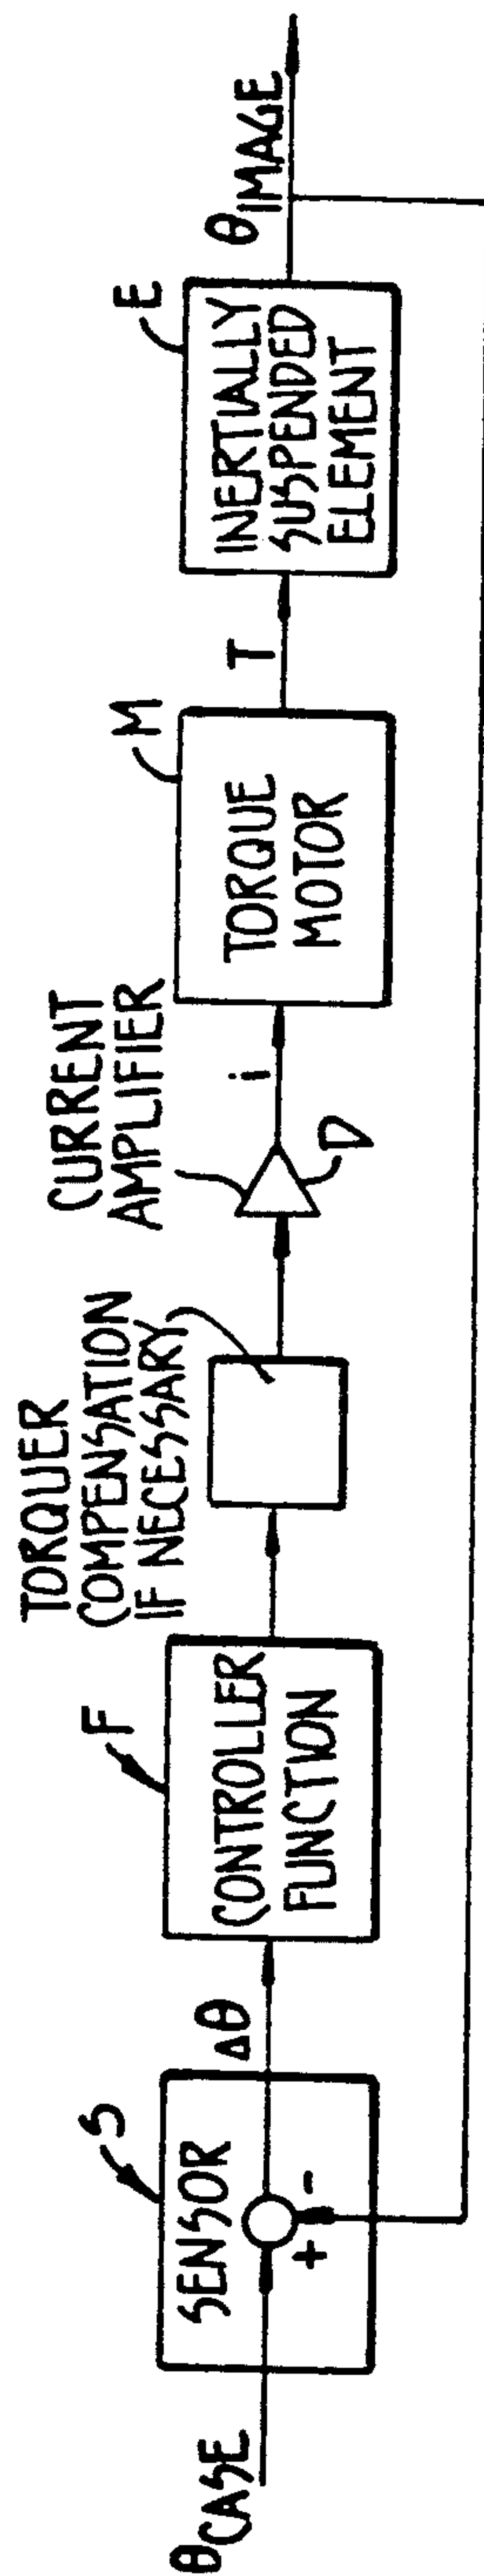 θCASE
SENSOR
S
+
-
Δθ
CONTROLLER
FUNCTION
F
TORQUER
COMPENSATION
IF NECESSARY
CURRENT
AMPLIFIER
D
i
TORQUE
MOTOR
M
T
INERTIALLY
SUSPENDED
ELEMENT
E
θIMAGE